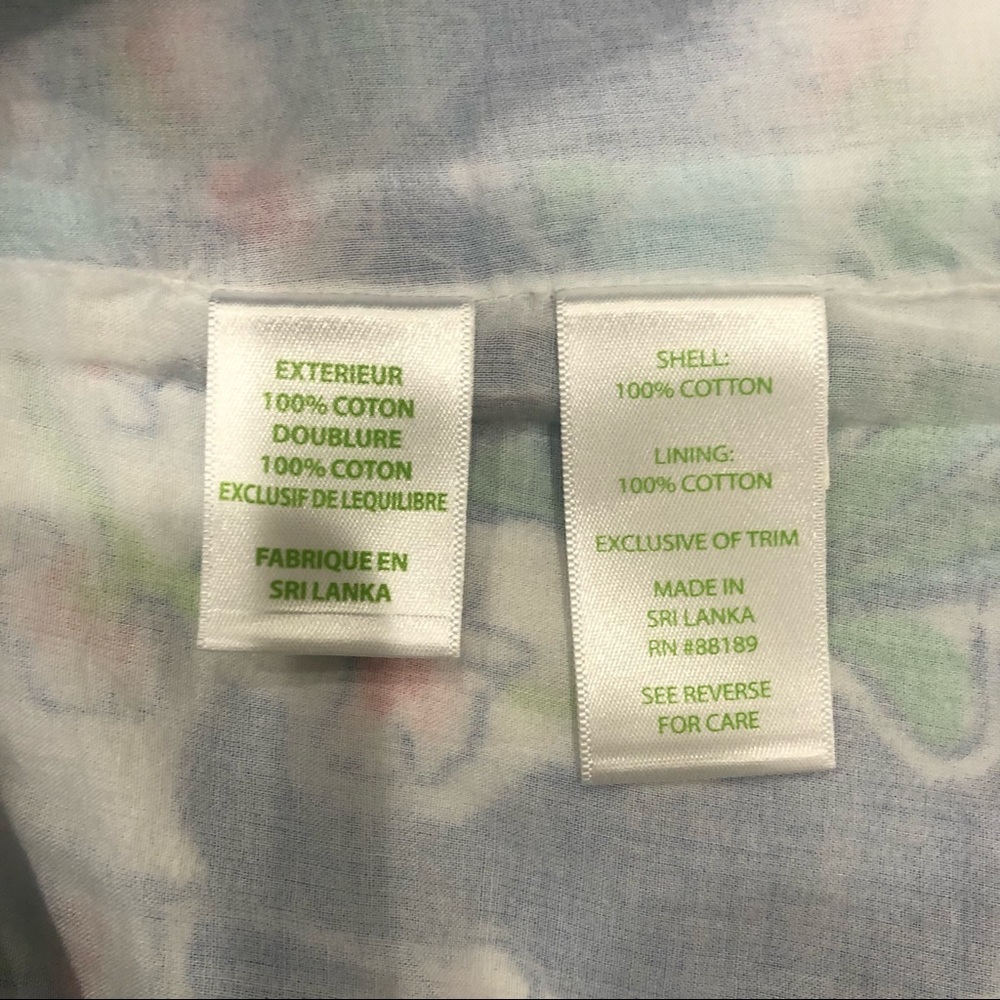 EXTERIEUR
100% COTON
DOUBLURE
100% COTON
EXCLUSIF DE LEQUILIBRE
FABRIQUE EN
SRI LANKA
SHELL:
100% COTTON
LINING:
100% COTTON
EXCLUSIVE OF TRIM
MADE IN
SRI LANKA
RN #88189
SEE REVERSE
FOR CARE